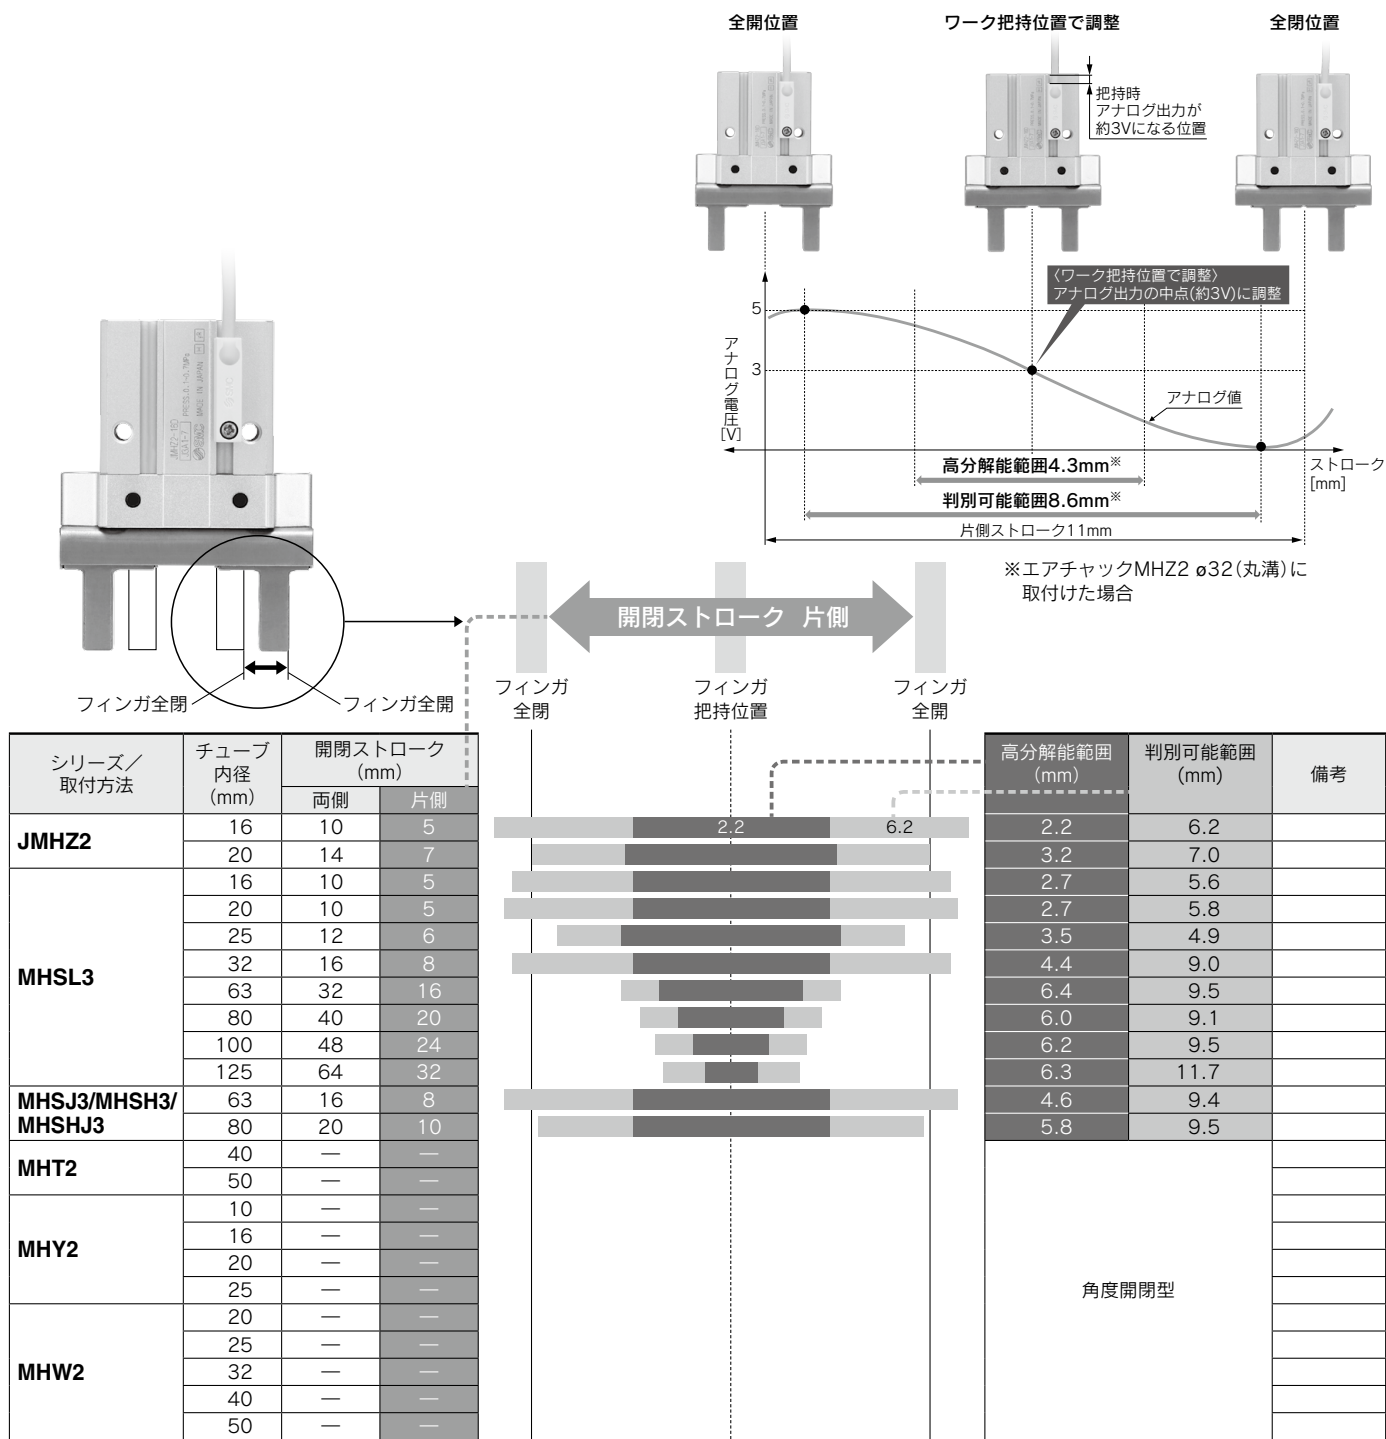 全開位置
ワーク把持位置で調整
全閉位置
把持時
アナログ出力が
約3Vになる位置
〈ワーク把持位置で調整〉
アナログ出力の中点(約3V)に調整
5
3
アナログ電圧
[V]
アナログ値
ストローク
[mm]
高分解能範囲4.3mm※
判別可能範囲8.6mm※
片側ストローク11mm
※エアチャックMHZ2 ø32(丸溝)に
取付けた場合
JMHZ2-16D
PRESS.0.1~0.7MPa
MADE IN JAPAN
フィンガ全閉
フィンガ全開
開閉ストローク 片側
フィンガ
全閉
フィンガ
把持位置
フィンガ
全開
シリーズ/
取付方法
チューブ
内径
(mm)
開閉ストローク
(mm)
両側 片側
高分解能範囲
(mm)
判別可能範囲
(mm)
備考
JMHZ2
16 10 5 2.2 6.2 2.2 6.2
20 14 7 3.2 7.0
MHSL3
16 10 5 2.7 5.6
20 10 5 2.7 5.8
25 12 6 3.5 4.9
32 16 8 4.4 9.0
63 32 16 6.4 9.5
80 40 20 6.0 9.1
100 48 24 6.2 9.5
125 64 32 6.3 11.7
MHSJ3/MHSH3/
MHSHJ3
63 16 8 4.6 9.4
80 20 10 5.8 9.5
MHT2
40 — —
50 — —
MHY2
10 — —
16 — —
20 — —
25 — —
角度開閉型
MHW2
20 — —
25 — —
32 — —
40 — —
50 — —